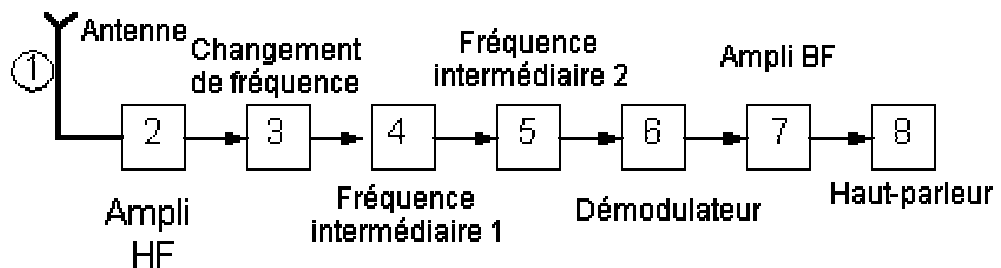 Antenne
①
Changement
de fréquence
Fréquence
intermédiaire 2
Ampli BF
2
3
4
5
6
7
8
Ampli
HF
Fréquence
intermédiaire 1
Démodulateur
Haut-parleur